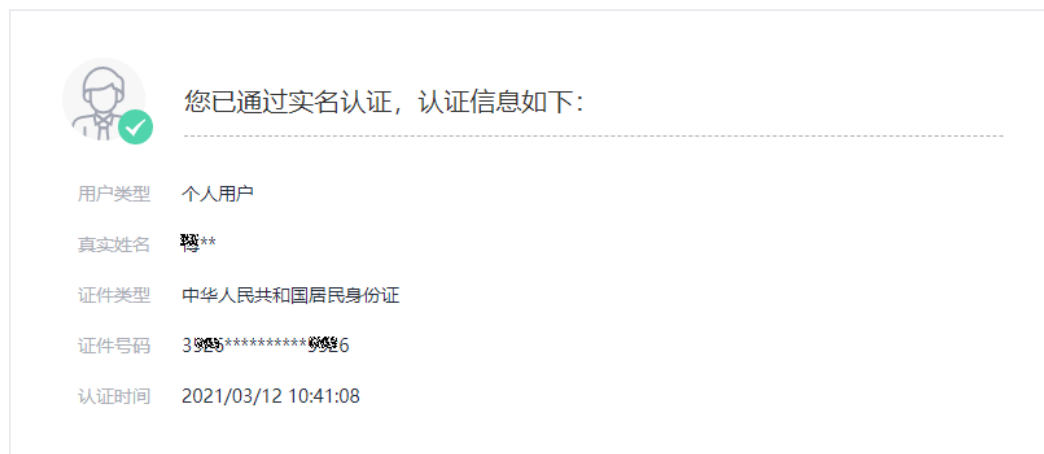 您已通过实名认证，认证信息如下：
用户类型 个人用户
真实姓名 **
证件类型 中华人民共和国居民身份证
证件号码 3**********6
认证时间 2021/03/12 10:41:08